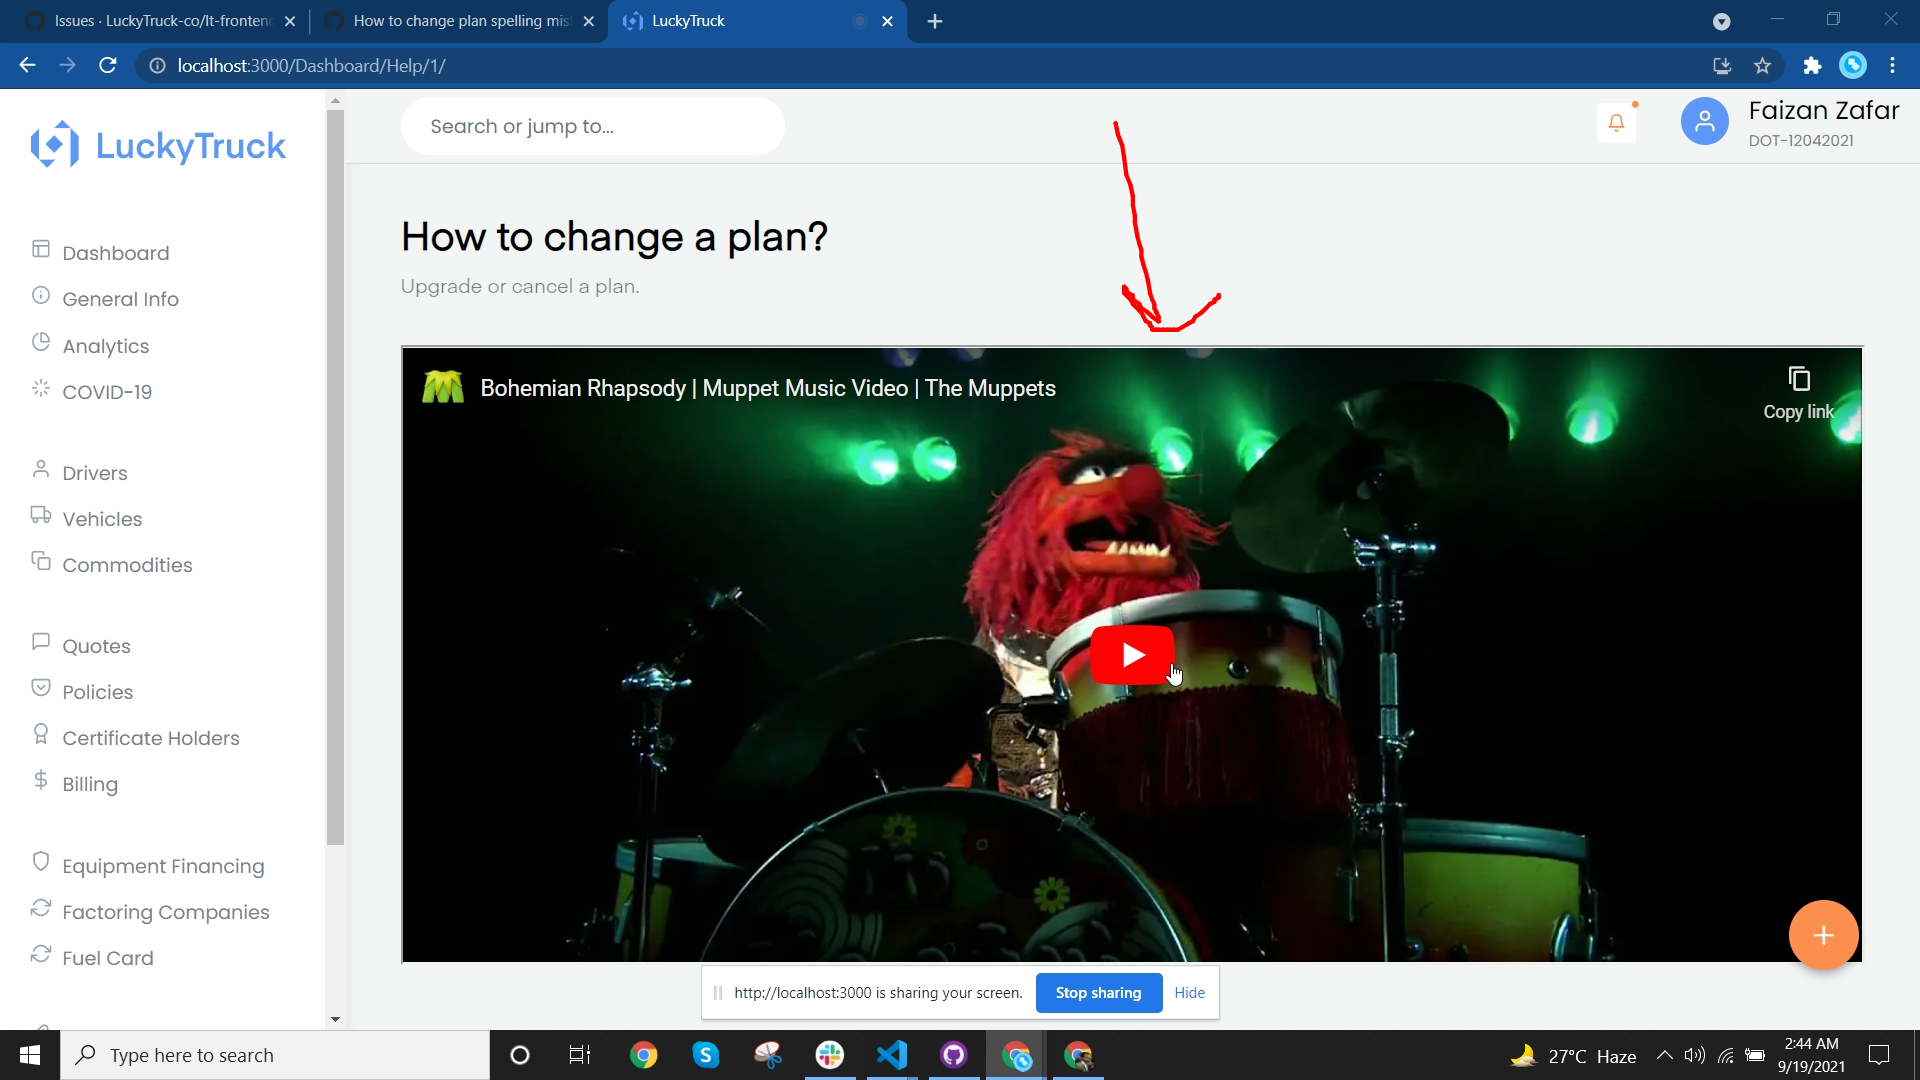 Issues · LuckyTruck-co/lt-fronten
How to change plan spelling mis
LuckyTruck
localhost:3000/Dashboard/Help/1/
LuckyTruck
Search or jump to...
Faizan Zafar
DOT-12042021
Dashboard
General Info
Analytics
COVID-19
Drivers
Vehicles
Commodities
Quotes
Policies
Certificate Holders
Billing
Equipment Financing
Factoring Companies
Fuel Card
How to change a plan?
Upgrade or cancel a plan.
Bohemian Rhapsody | Muppet Music Video | The Muppets
Copy link
http://localhost:3000 is sharing your screen.
Stop sharing
Hide
Type here to search
27°C Haze
2:44 AM
9/19/2021